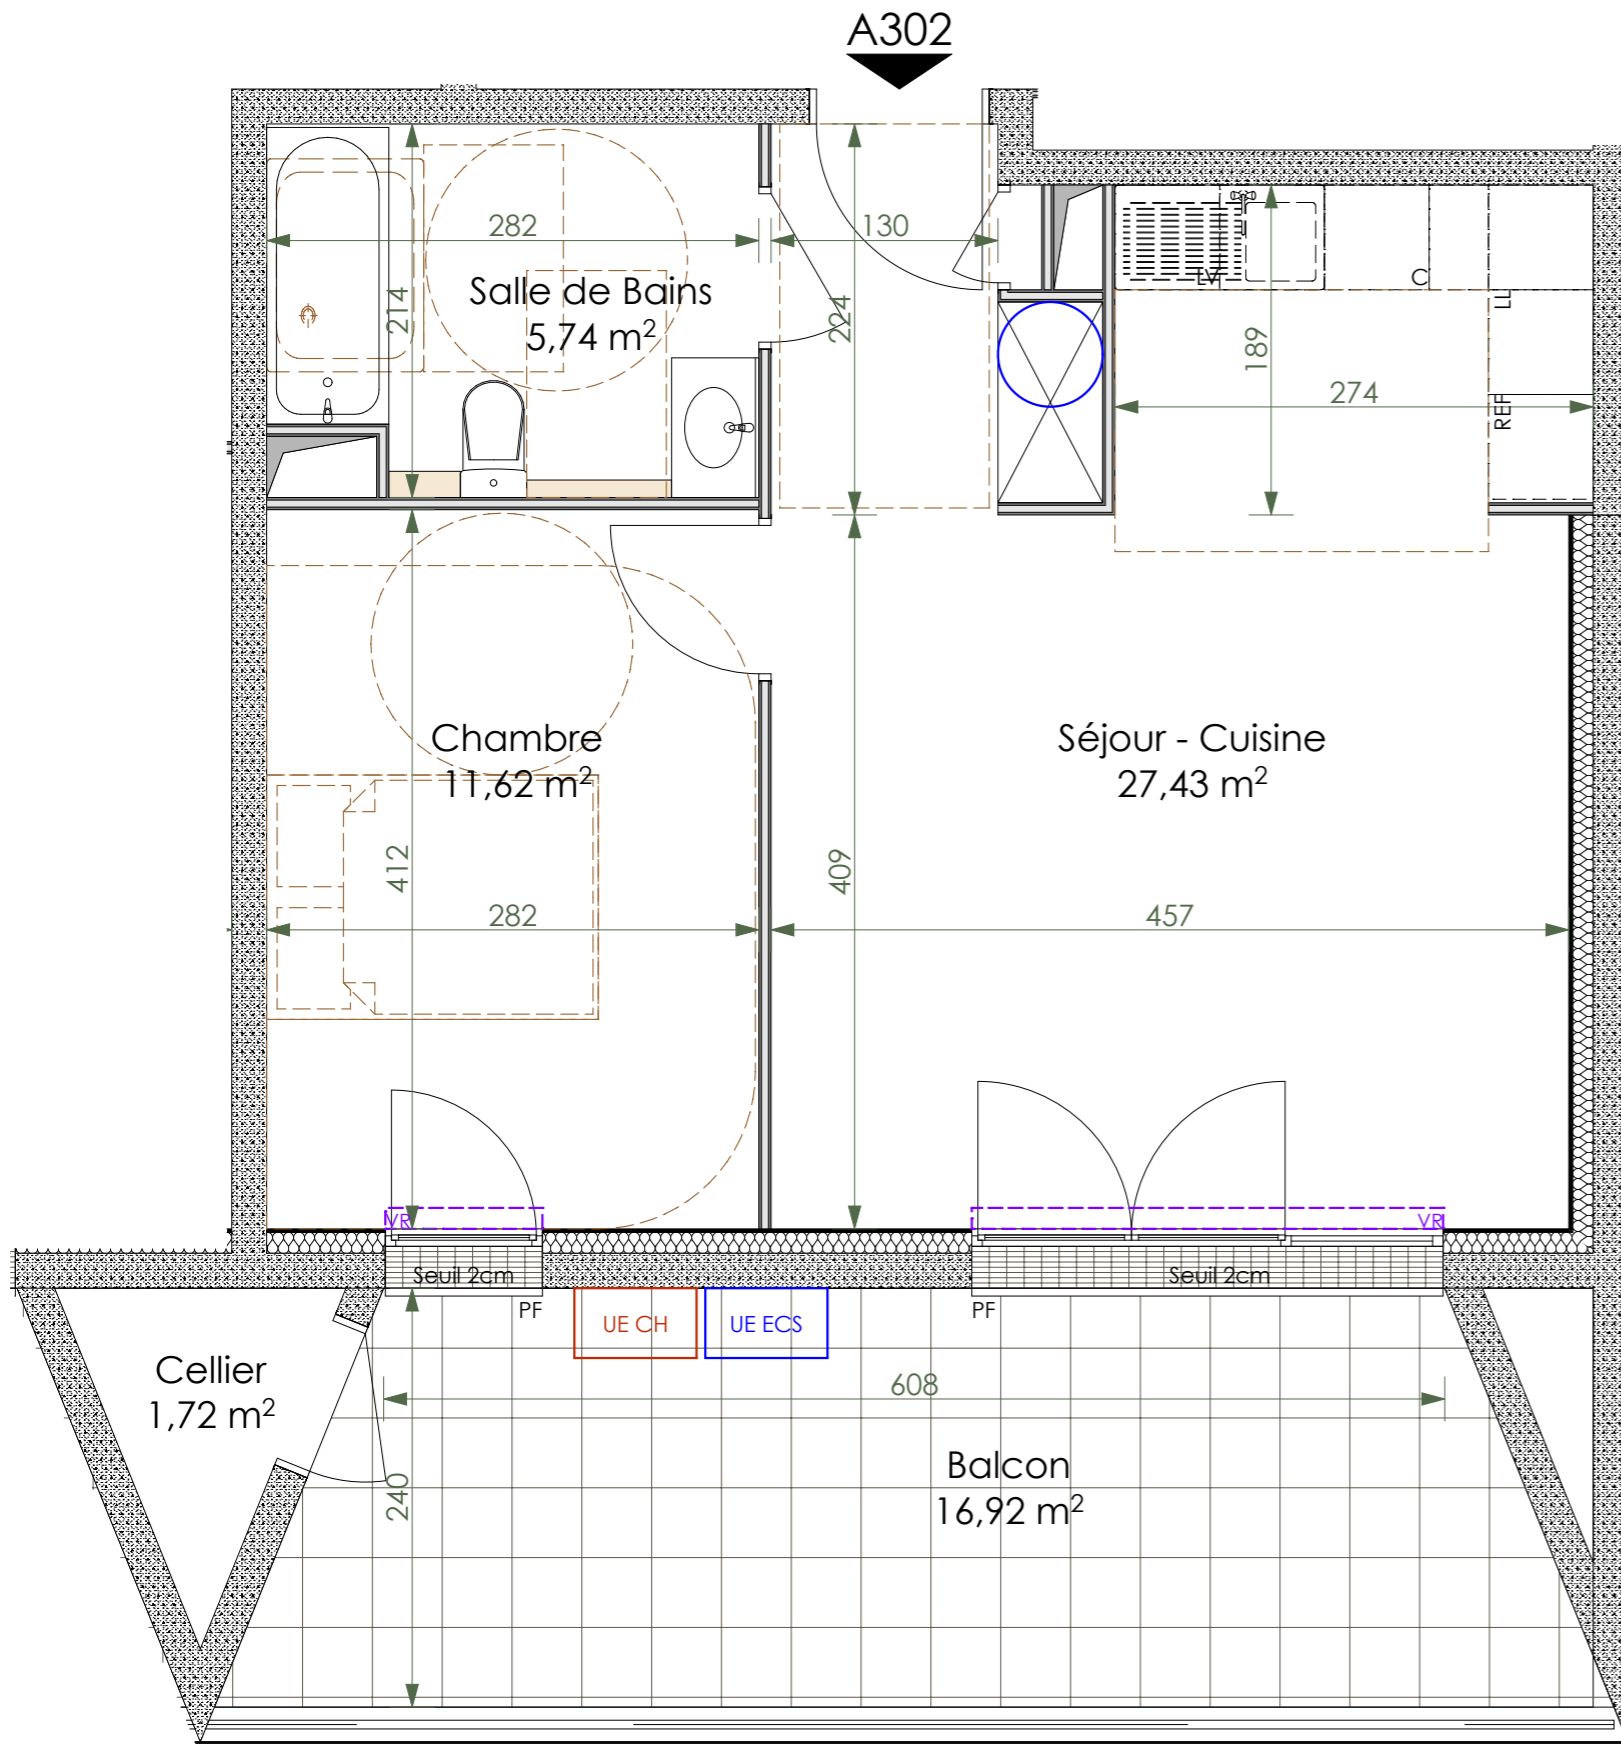 A302
282
130
Salle de Bains
5,74 m²
214
224
LV
C
LL
189
274
REF
Chambre
11,62 m²
Séjour - Cuisine
27,43 m²
412
409
282
457
VR
VR
Seuil 2cm
Seuil 2cm
PF
UE CH
UE ECS
PF
Cellier
1,72 m²
608
240
Balcon
16,92 m²